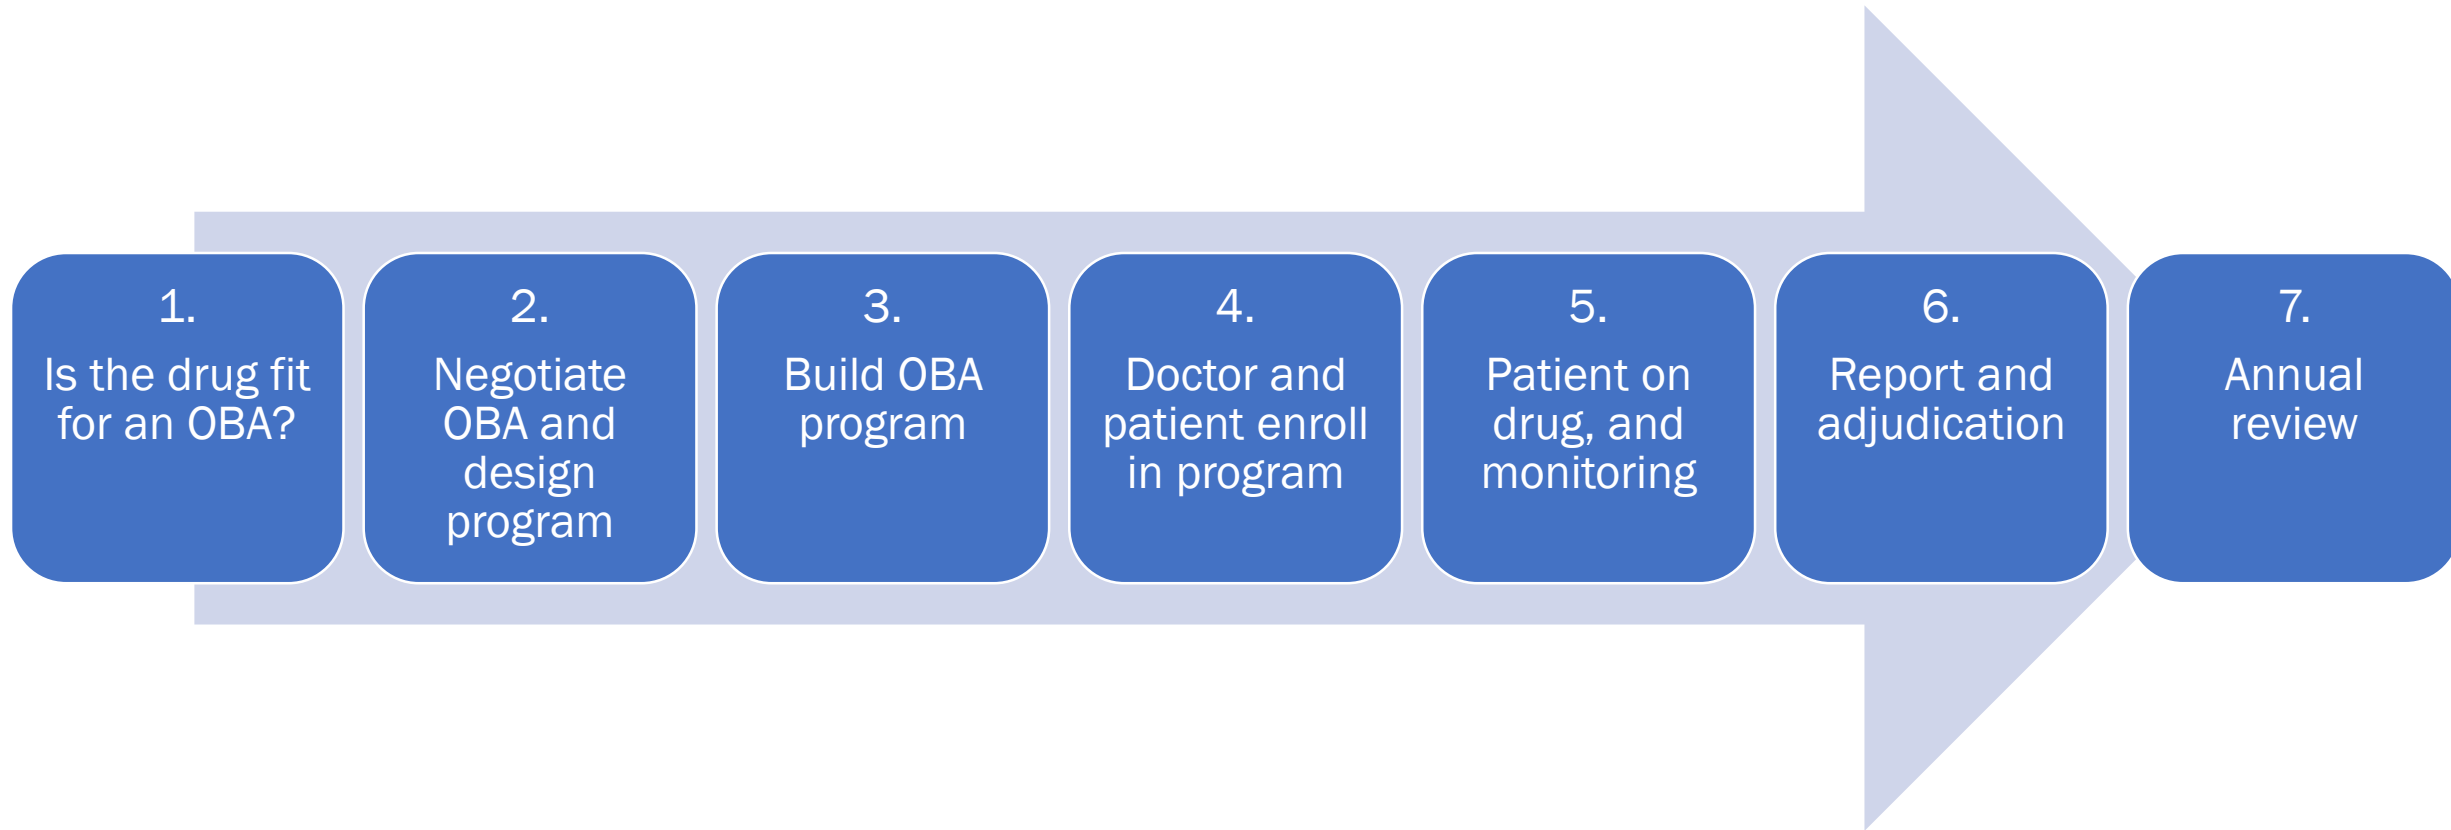 1.
Is the drug fit
for an OBA?
2.
Negotiate
OBA and
design
program
3.
Build OBA
program
4.
Doctor and
patient enroll
in program
5.
Patient on
drug, and
monitoring
6.
Report and
adjudication
7.
Annual
review